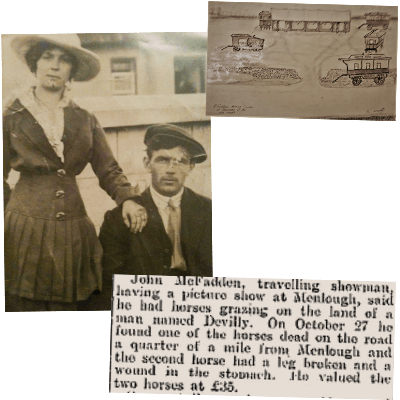 John McFadden, travelling showman,
having a picture show at Menlough, said
he had horses grazing on the land of a
man named Devilly. On October 27 he
found one of the horses dead on the road
a quarter of a mile from Menlough and
the second horse had a leg broken and a
wound in the stomach. He valued the
two horses at £35.